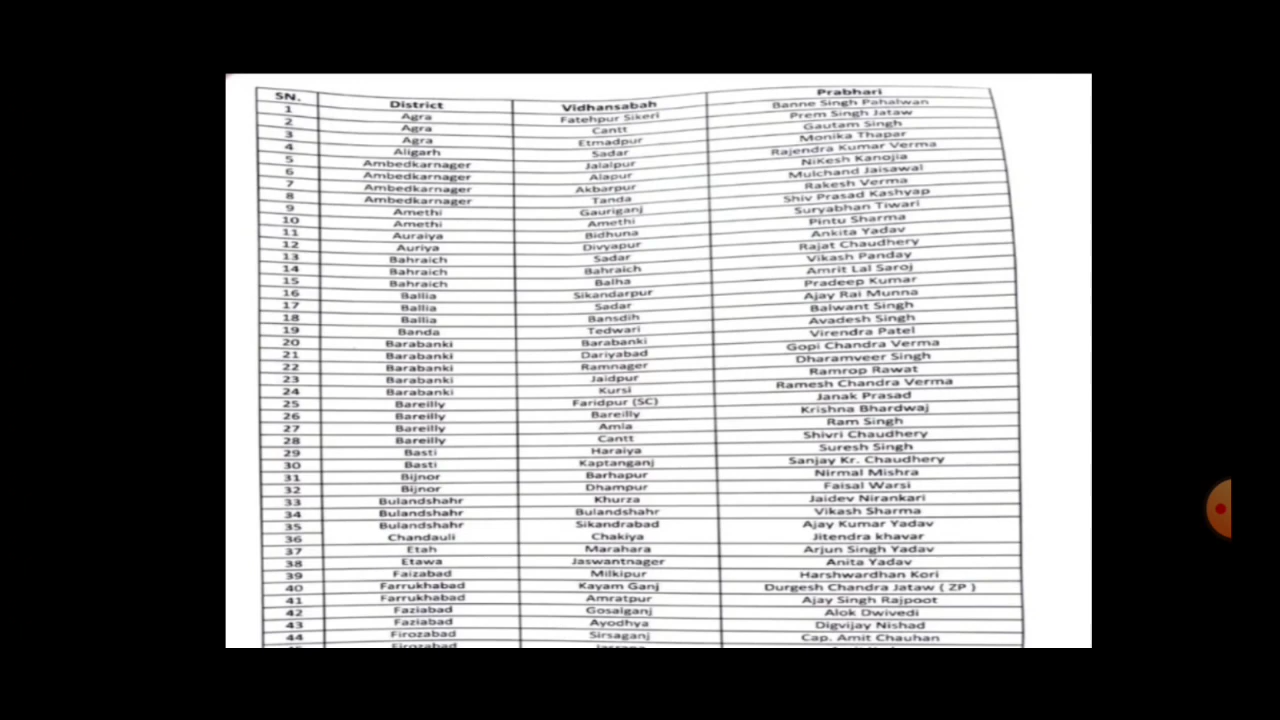 SN. District Vidhansabah Prabhari
1 Agra Fatehpur Sikeri Banne Singh Pahalwan
2 Agra Cantt Prem Singh Jataw
3 Agra Etmadpur Gautam Singh
4 Aligarh Sadar Monika Thapar
5 Ambedkarnager Jalalpur Rajendra Kumar Verma
6 Ambedkarnager Alapur NiKesh Kanojia
7 Ambedkarnager Akbarpur Mulchand Jaisawal
8 Ambedkarnager Tanda Rakesh Verma
9 Amethi Gauriganj Shiv Prasad Kashyap
10 Amethi Amethi Suryabhan Tiwari
11 Auraiya Bidhuna Pintu Sharma
12 Auriya Divyapur Ankita Yadav
13 Bahraich Sadar Rajat Chaudhery
14 Bahraich Bahraich Vikash Panday
15 Bahraich Balha Amrit Lal Saroj
16 Ballia Sikandarpur Pradeep Kumar
17 Ballia Sadar Ajay Rai Munna
18 Ballia Bansdih Balwant Singh
19 Banda Tedwari Avadesh Singh
20 Barabanki Barabanki Virendra Patel
21 Barabanki Dariyabad Gopi Chandra Verma
22 Barabanki Ramnager Dharamveer Singh
23 Barabanki Jaidpur Ramrop Rawat
24 Barabanki Kursi Ramesh Chandra Verma
25 Bareilly Faridpur (SC) Janak Prasad
26 Bareilly Bareilly Krishna Bhardwaj
27 Bareilly Amla Ram Singh
28 Bareilly Cantt Shivri Chaudhery
29 Basti Haraiya Suresh Singh
30 Basti Kaptanganj Sanjay Kr. Chaudhery
31 Bijnor Barhapur Nirmal Mishra
32 Bijnor Dhampur Faisal Warsi
33 Bulandshahr Khurza Jaidev Nirankari
34 Bulandshahr Bulandshahr Vikash Sharma
35 Bulandshahr Sikandrabad Ajay Kumar Yadav
36 Chandauli Chakiya Jitendra khavar
37 Etah Marahara Arjun Singh Yadav
38 Etawa Jaswantnager Anita Yadav
39 Faizabad Milkipur Harshwardhan Kori
40 Farrukhabad Kayam Ganj Durgesh Chandra Jataw ( ZP )
41 Farrukhabad Amratpur Ajay Singh Rajpoot
42 Faziabad Gosaiganj Alok Dwivedi
43 Faziabad Ayodhya Digvijay Nishad
44 Firozabad Sirsaganj Cap. Amit Chauhan